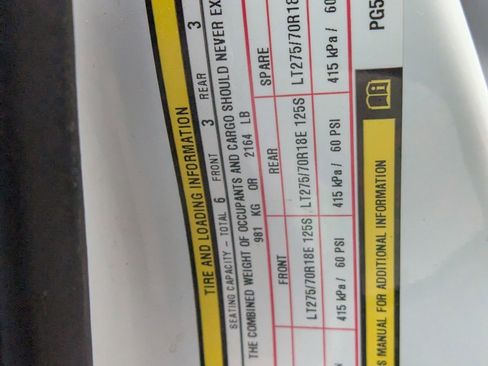 TIRE AND LOADING INFORMATION
SEATING CAPACITY - TOTAL 6 FRONT 3 REAR 3
THE COMBINED WEIGHT OF OCCUPANTS AND CARGO SHOULD NEVER EX
981 KG OR 2164 LB
FRONT REAR SPARE
LT275/70R18E 125S LT275/70R18E 125S LT275/70R18
415 kPa / 60 PSI 415 kPa / 60 PSI 415 kPa / 60
S MANUAL FOR ADDITIONAL INFORMATION
PG5